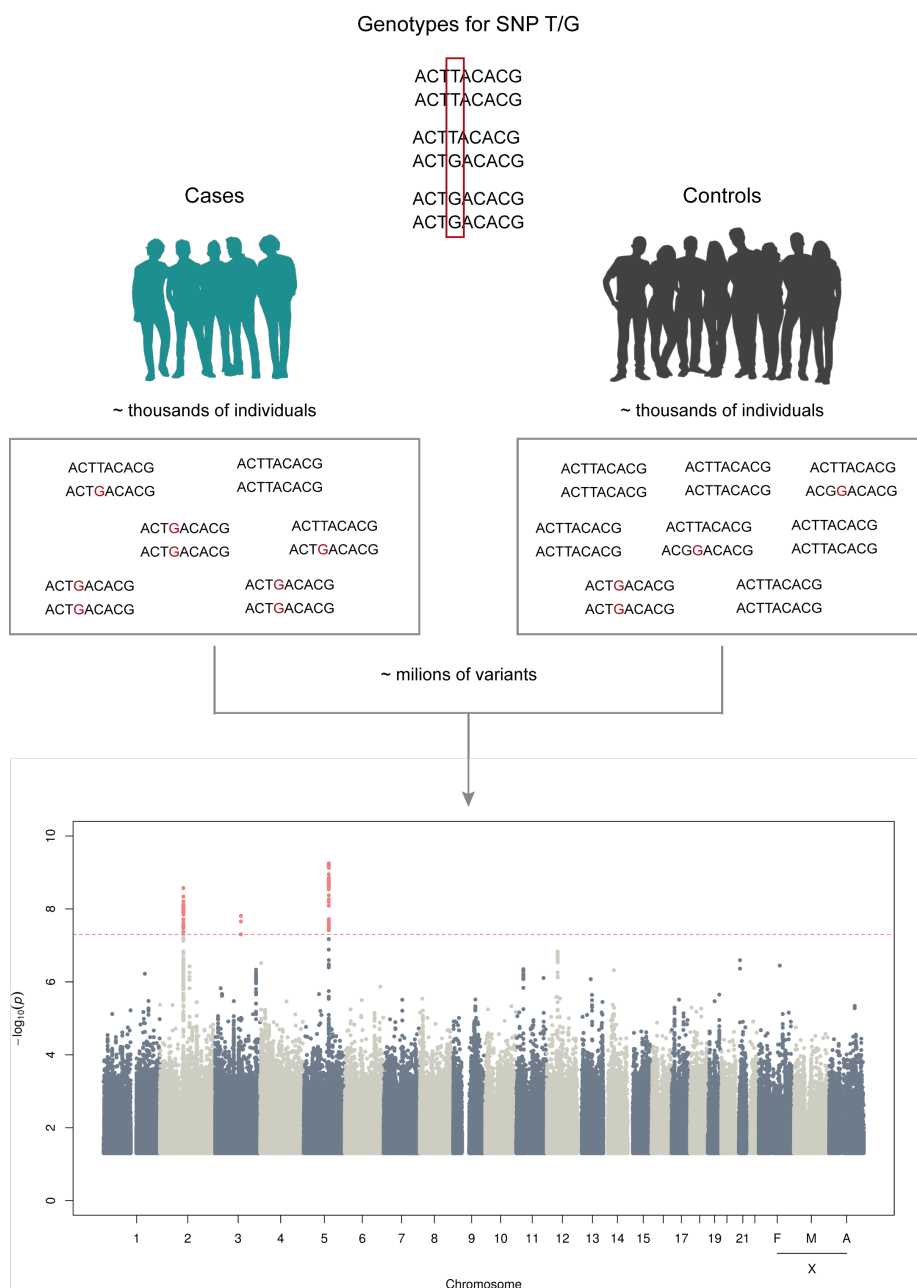 Genotypes for SNP T/G
ACTTACACG
ACTTACACG
ACTTACACG
ACTGACACG
ACTGACACG
ACTGACACG
Cases
Controls
~ thousands of individuals
~ thousands of individuals
ACTTACACG
ACTGACACG
ACTTACACG
ACTTACACG
ACTGACACG
ACTGACACG
ACTTACACG
ACTGACACG
ACTGACACG
ACTGACACG
ACTGACACG
ACTGACACG
ACTTACACG
ACTTACACG
ACTTACACG
ACTTACACG
ACTTACACG
ACGGACACG
ACTTACACG
ACTTACACG
ACTTACACG
ACGGACACG
ACTTACACG
ACTTACACG
ACTGACACG
ACTGACACG
ACTTACACG
ACTTACACG
~ milions of variants
10
8
6
4
2
0
−log10(p)
1 2 3 4 5 6 7 8 9 10 11 12 13 14 15 17 19 21 F M A
X
Chromosome